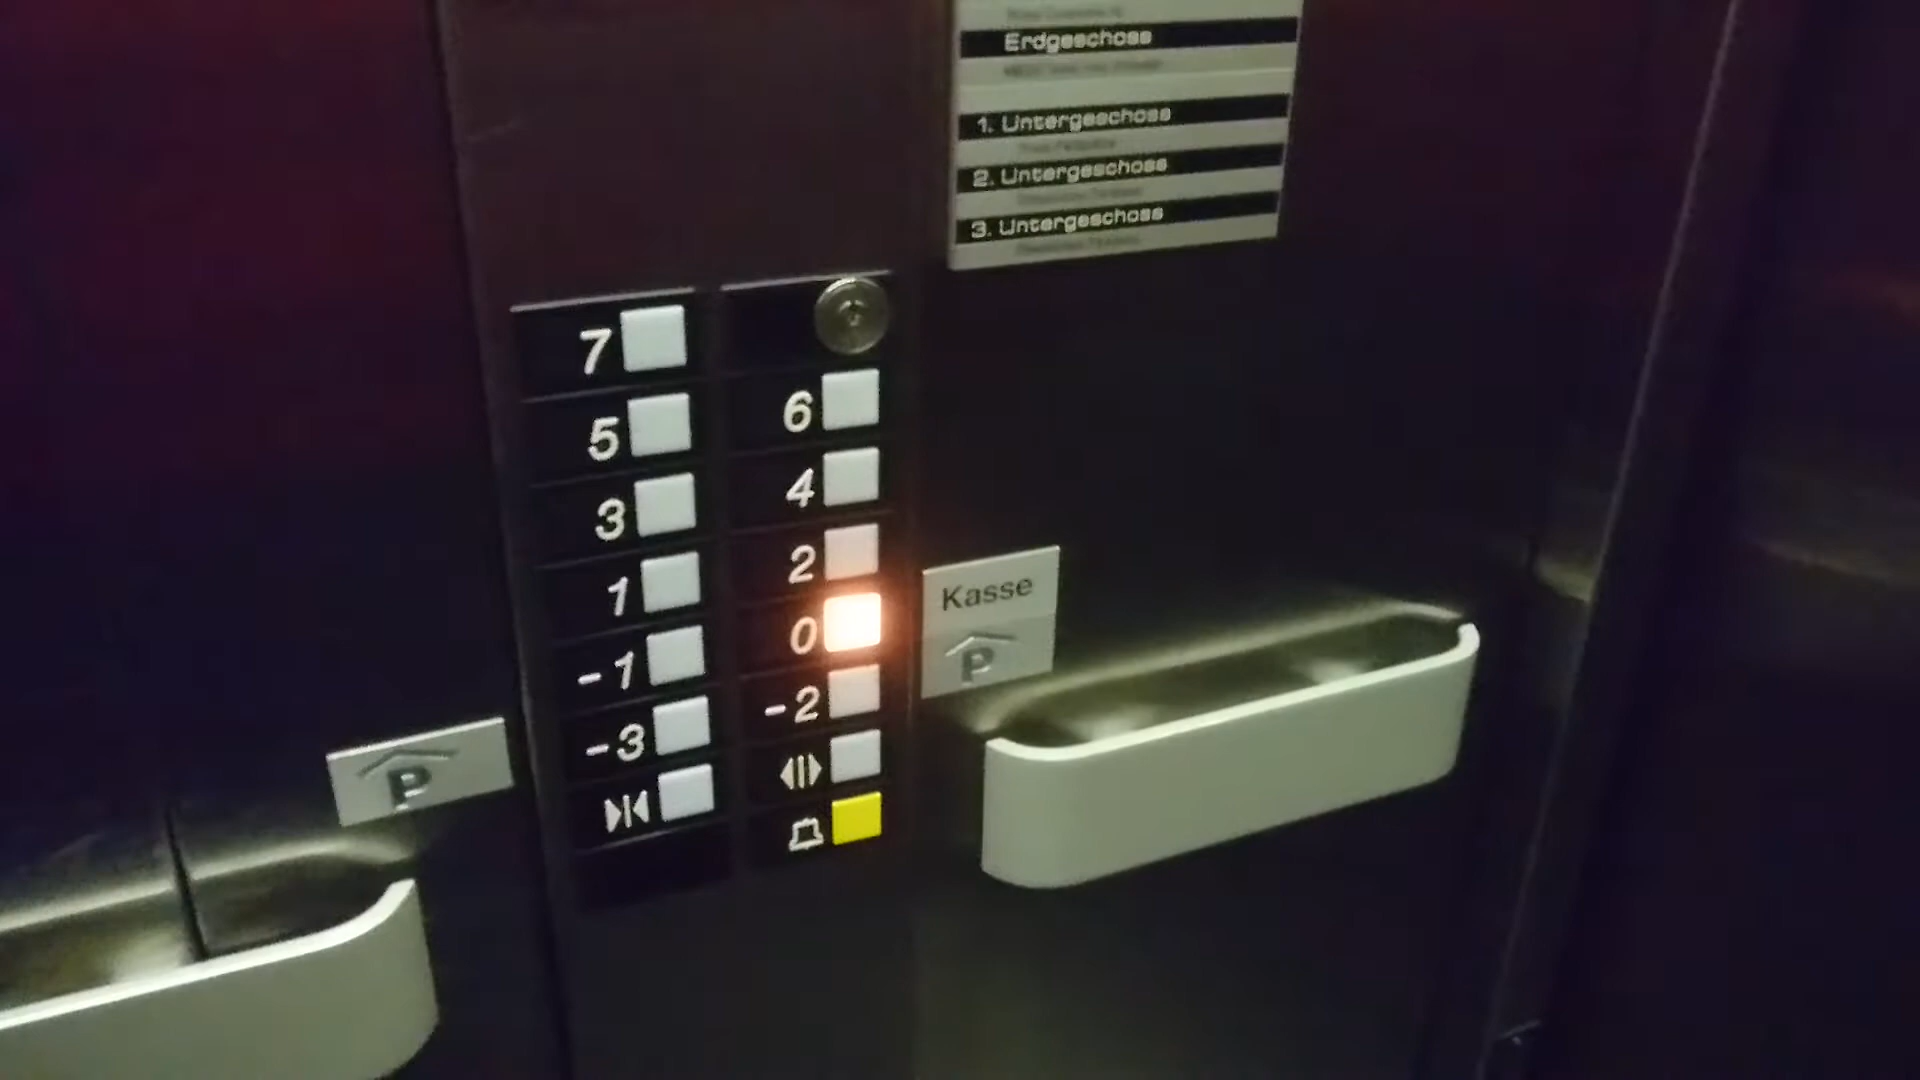 Erdgeschoss
1. Untergeschoss
2. Untergeschoss
3. Untergeschoss
7
5 6
3 4
1 2
-1 0
-3 -2
Kasse
P
P